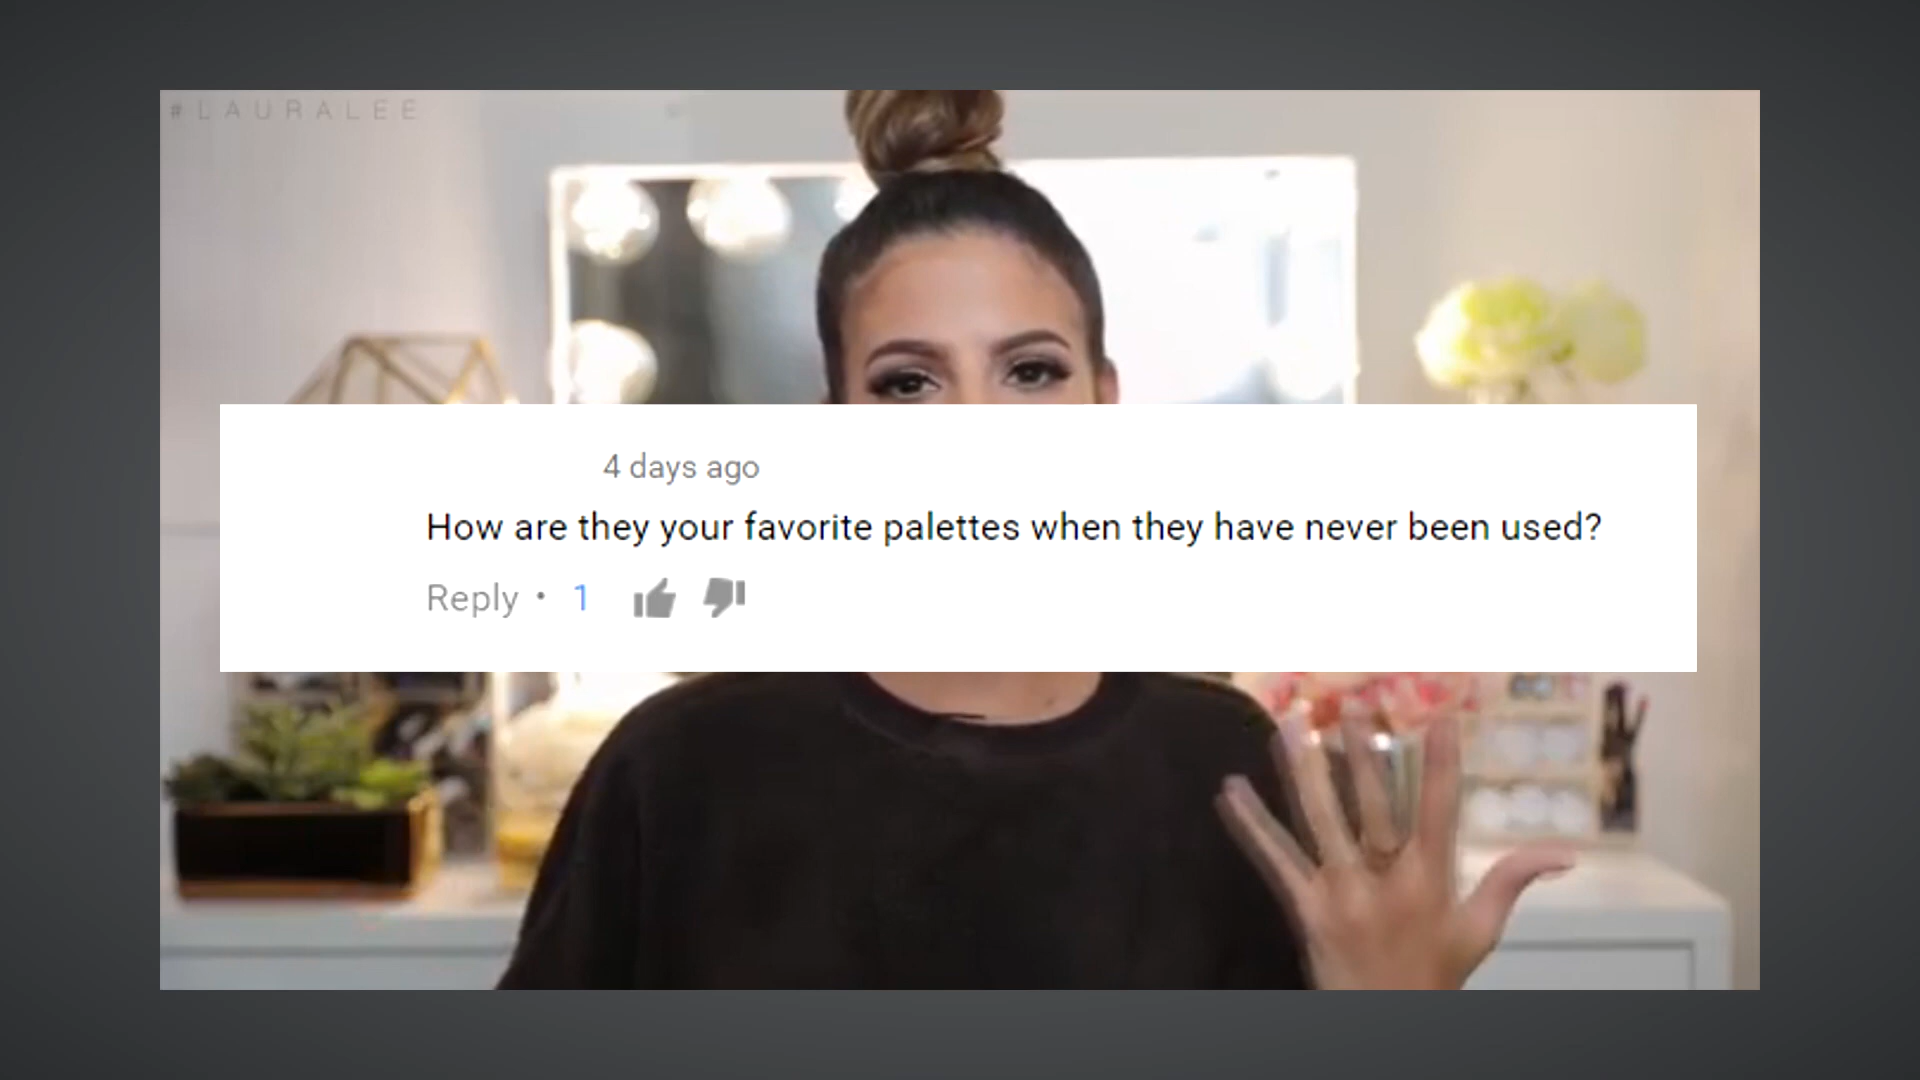 #LAURALEE
4 days ago
How are they your favorite palettes when they have never been used?
Reply • 1